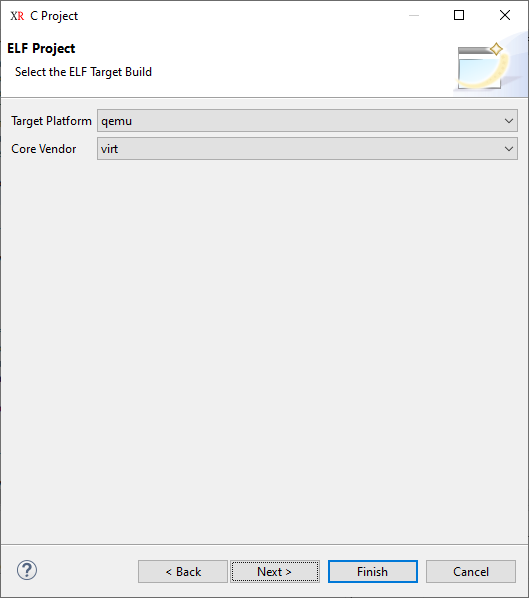 XR C Project
ELF Project
Select the ELF Target Build
Target Platform qemu
Core Vendor virt
?
< Back Next > Finish Cancel